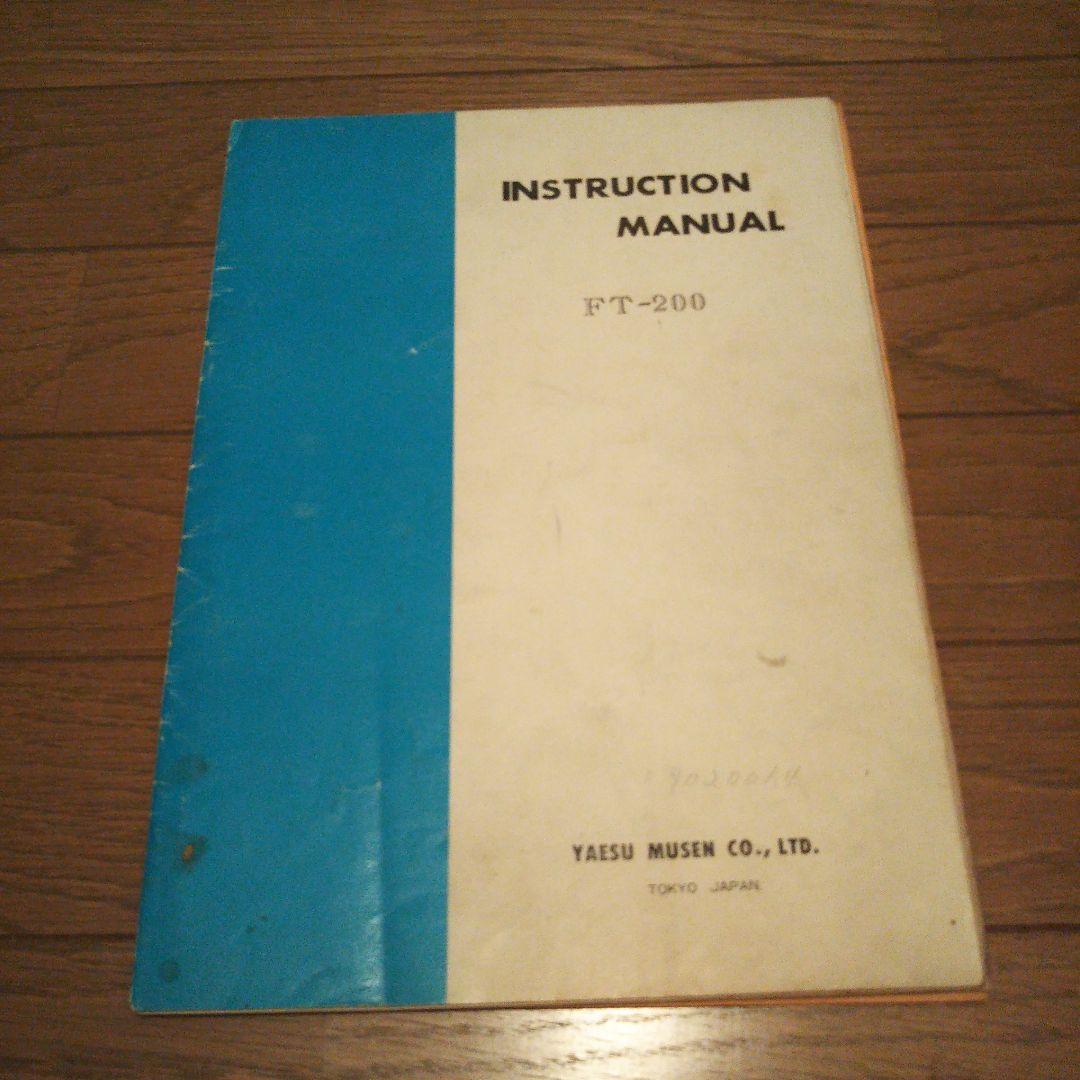 INSTRUCTION
MANUAL
FT-200
YAESU MUSEN CO., LTD.
TOKYO JAPAN